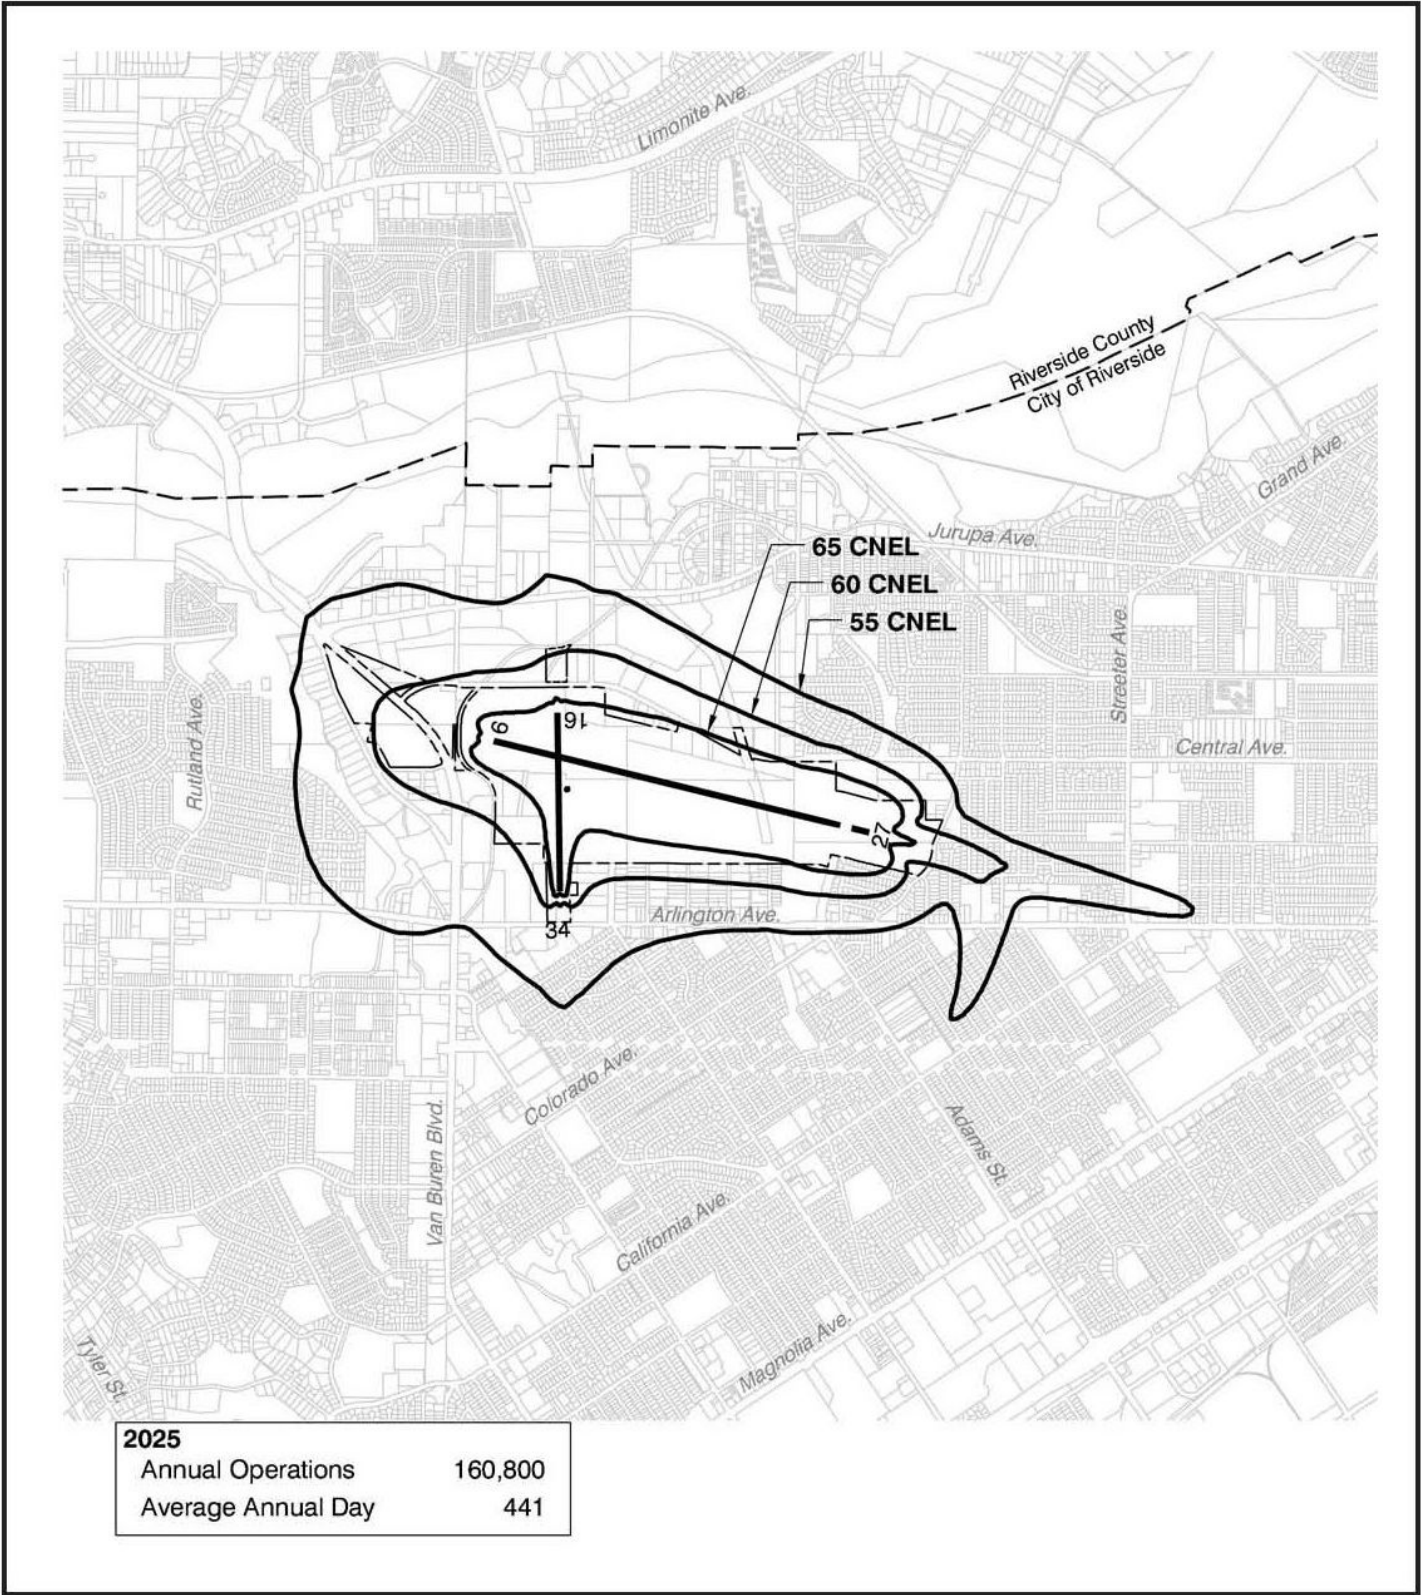 Limonite Ave.
Riverside County
City of Riverside
Grand Ave.
Jurupa Ave.
65 CNEL
60 CNEL
55 CNEL
Streeter Ave.
Rutland Ave.
9
16
Central Ave.
27
Arlington Ave.
34
Colorado Ave.
Adams St.
Van Buren Blvd.
California Ave.
Magnolia Ave.
Tyler St.
2025
Annual Operations 160,800
Average Annual Day 441